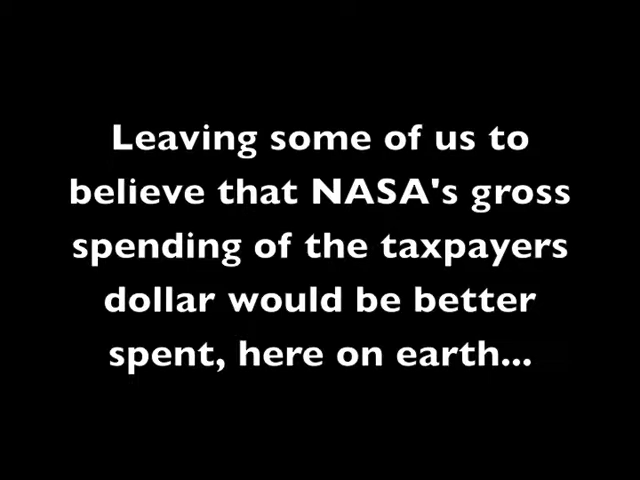 Leaving some of us to
believe that NASA's gross
spending of the taxpayers
dollar would be better
spent, here on earth...